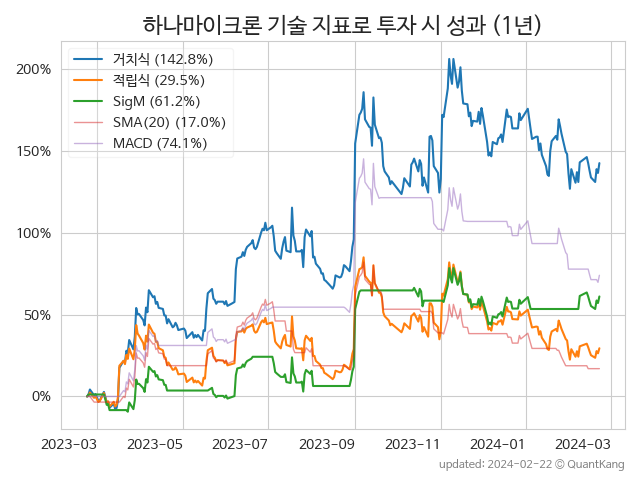 하나마이크론 기술 지표로 투자 시 성과 (1년)
거치식 (142.8%)
적립식 (29.5%)
SigM (61.2%)
SMA(20) (17.0%)
MACD (74.1%)
200%
150%
100%
50%
0%
2023-03 2023-05 2023-07 2023-09 2023-11 2024-01 2024-03
updated: 2024-02-22 © QuantKang